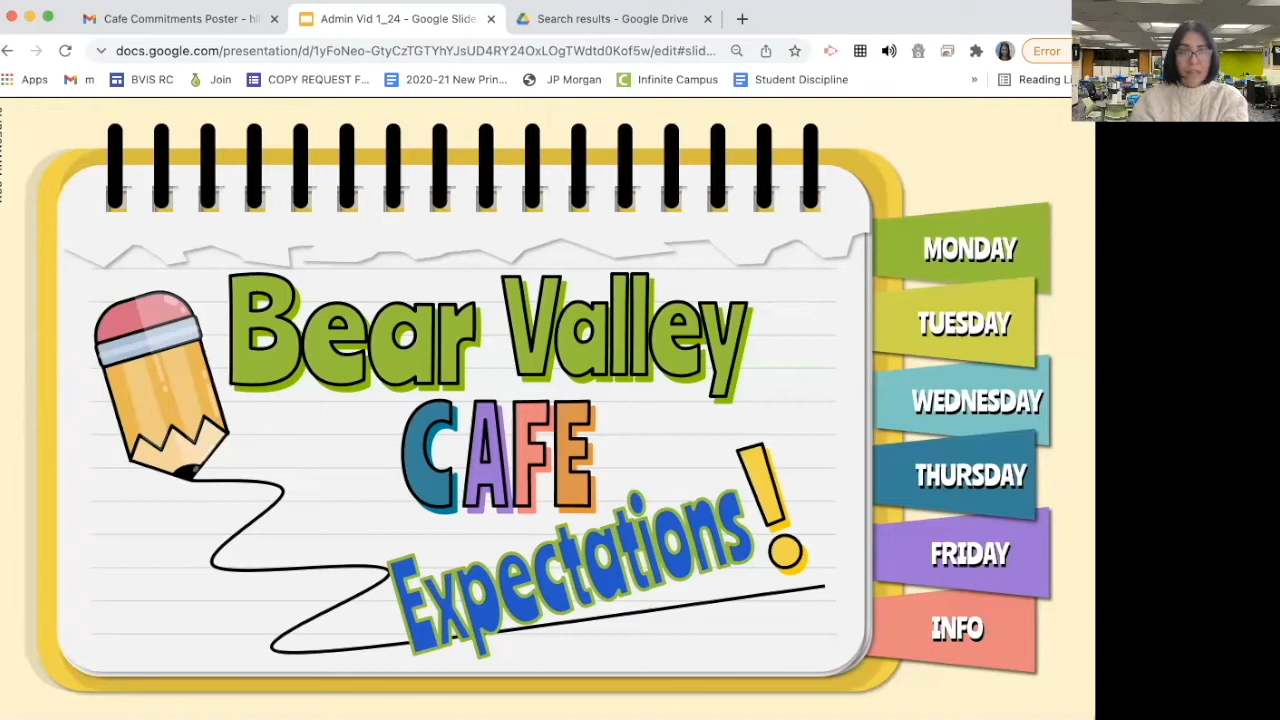 Cafe Commitments Poster - hl
Admin Vid 1_24 - Google Slide
Search results - Google Drive
docs.google.com/presentation/d/1yFoNeo-GtyCzTGTYhYJsUD4RY24OxLOgTWdtd0Kof5w/edit#slid...
Error
Apps
m
BVIS RC
Join
COPY REQUEST F...
2020-21 New Prin...
JP Morgan
Infinite Campus
Student Discipline
»
Reading Li
Bear Valley
CAFE
Expectations!
MONDAY
TUESDAY
WEDNESDAY
THURSDAY
FRIDAY
INFO